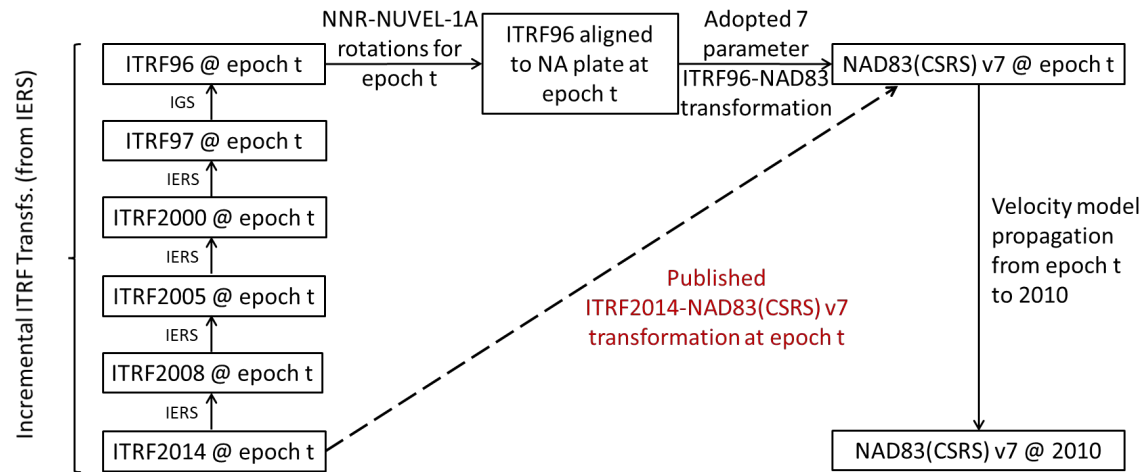 Incremental ITRF Transfs. (from IERS)
ITRF96 @ epoch t
IGS
ITRF97 @ epoch t
IERS
ITRF2000 @ epoch t
IERS
ITRF2005 @ epoch t
IERS
ITRF2008 @ epoch t
IERS
ITRF2014 @ epoch t
NNR-NUVEL-1A
rotations for
epoch t
ITRF96 aligned
to NA plate at
epoch t
Adopted 7
parameter
ITRF96-NAD83
transformation
NAD83(CSRS) v7 @ epoch t
Published
ITRF2014-NAD83(CSRS) v7
transformation at epoch t
Velocity model
propagation
from epoch t
to 2010
NAD83(CSRS) v7 @ 2010